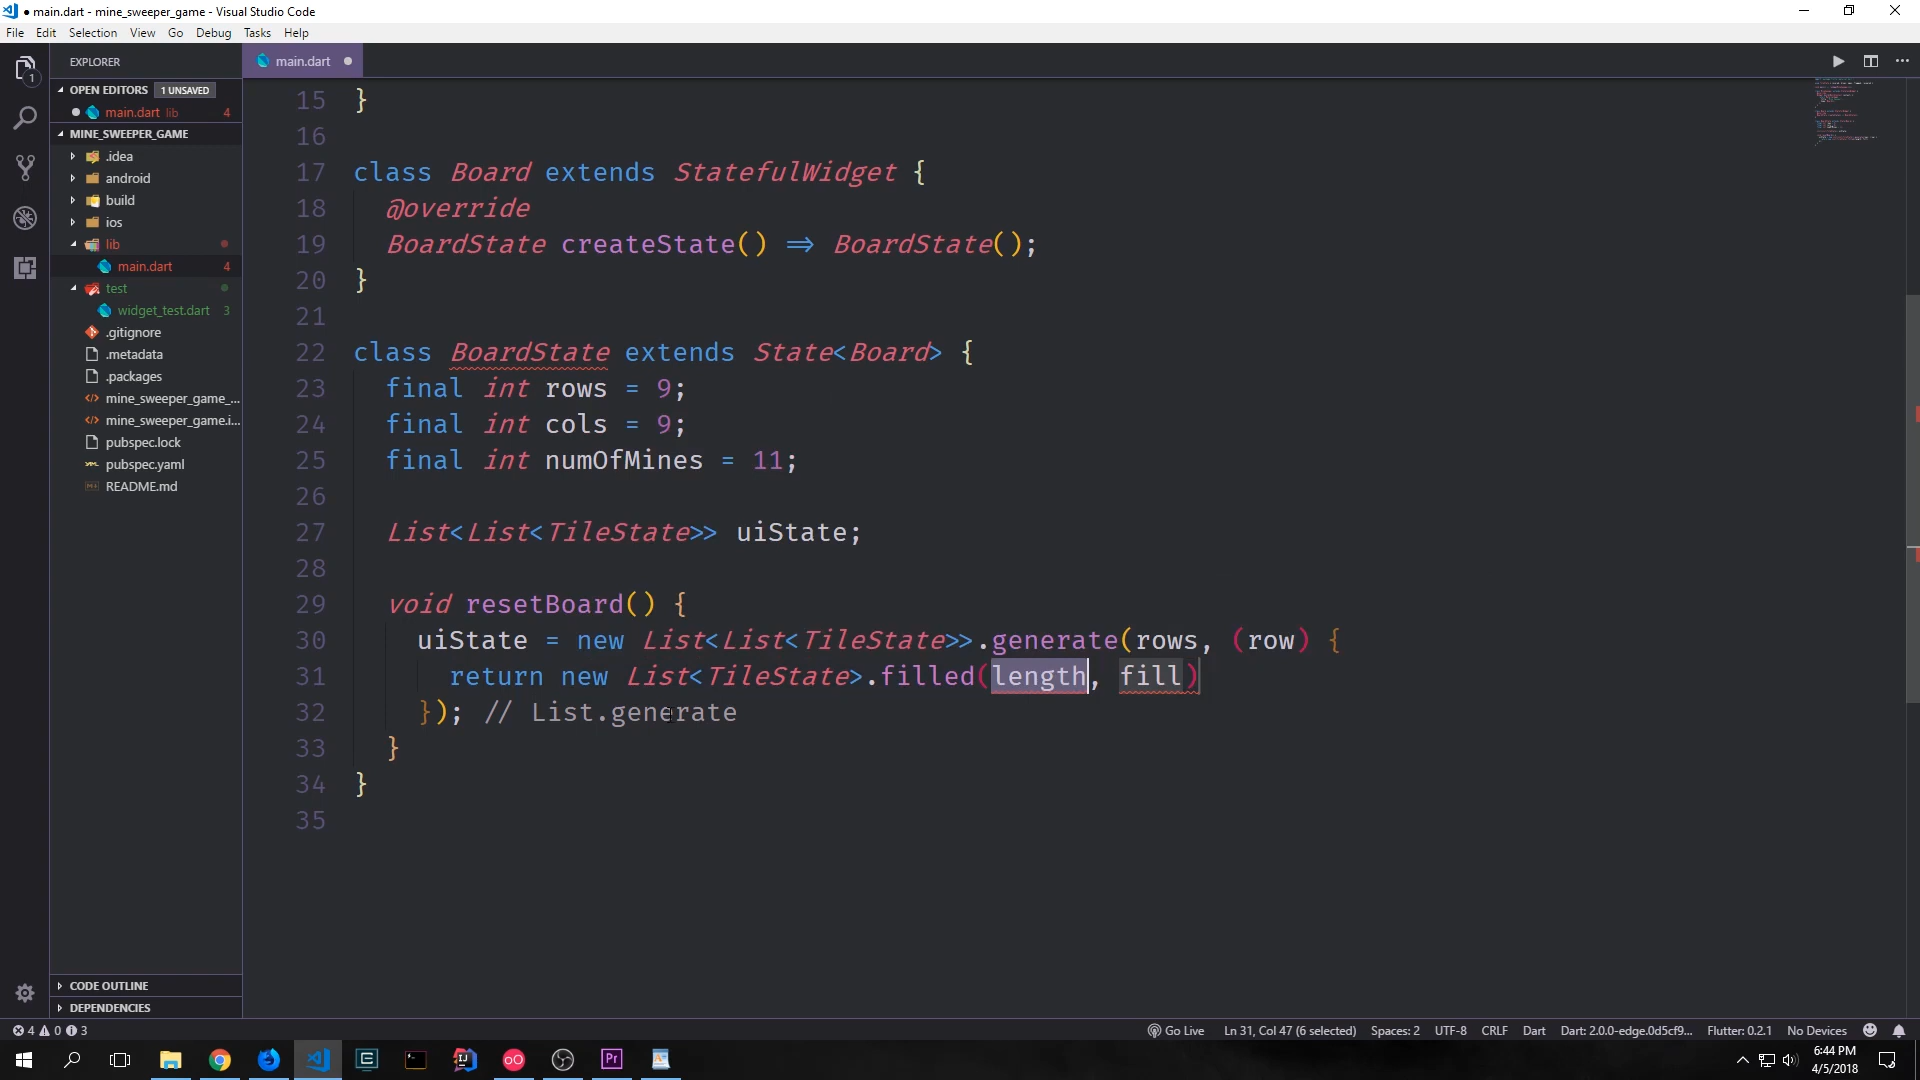 main.dart - mine_sweeper_game - Visual Studio Code
File Edit Selection View Go Debug Tasks Help
EXPLORER
main.dart
OPEN EDITORS 1 UNSAVED
main.dart lib 4
MINE_SWEEPER_GAME
.idea
android
build
ios
lib
main.dart 4
test
widget_test.dart 3
.gitignore
.metadata
.packages
mine_sweeper_game_...
mine_sweeper_game.i...
pubspec.lock
pubspec.yaml
README.md
CODE OUTLINE
DEPENDENCIES
15 }
16
17 class Board extends StatefulWidget {
18 @override
19 BoardState createState() => BoardState();
20 }
21
22 class BoardState extends State<Board> {
23 final int rows = 9;
24 final int cols = 9;
25 final int numOfMines = 11;
26
27 List<List<TileState>> uiState;
28
29 void resetBoard() {
30 uiState = new List<List<TileState>>.generate(rows, (row) {
31 return new List<TileState>.filled(length, fill)
32 }); // List.generate
33 }
34 }
35
4 0 3
Go Live Ln 31, Col 47 (6 selected) Spaces: 2 UTF-8 CRLF Dart Dart: 2.0.0-edge.0d5cf9... Flutter: 0.2.1 No Devices
6:44 PM
4/5/2018